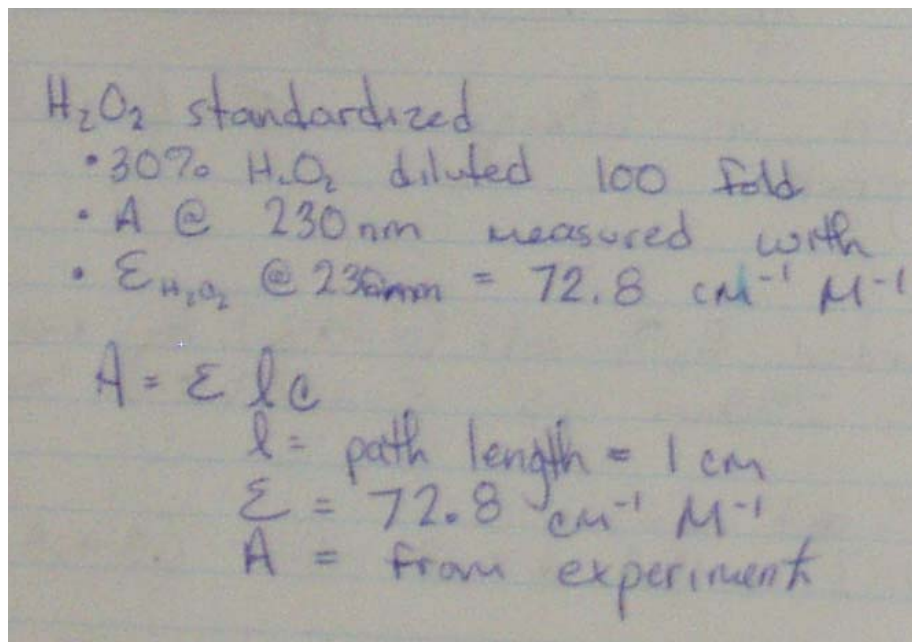 H₂O₂ standardized
• 30% H₂O₂ diluted 100 fold
• A @ 230nm measured with
• ε H₂O₂ @ 230nm = 72.8 cm⁻¹ M⁻¹
A = ε l c
l = path length = 1 cm
ε = 72.8 cm⁻¹ M⁻¹
A = from experiment